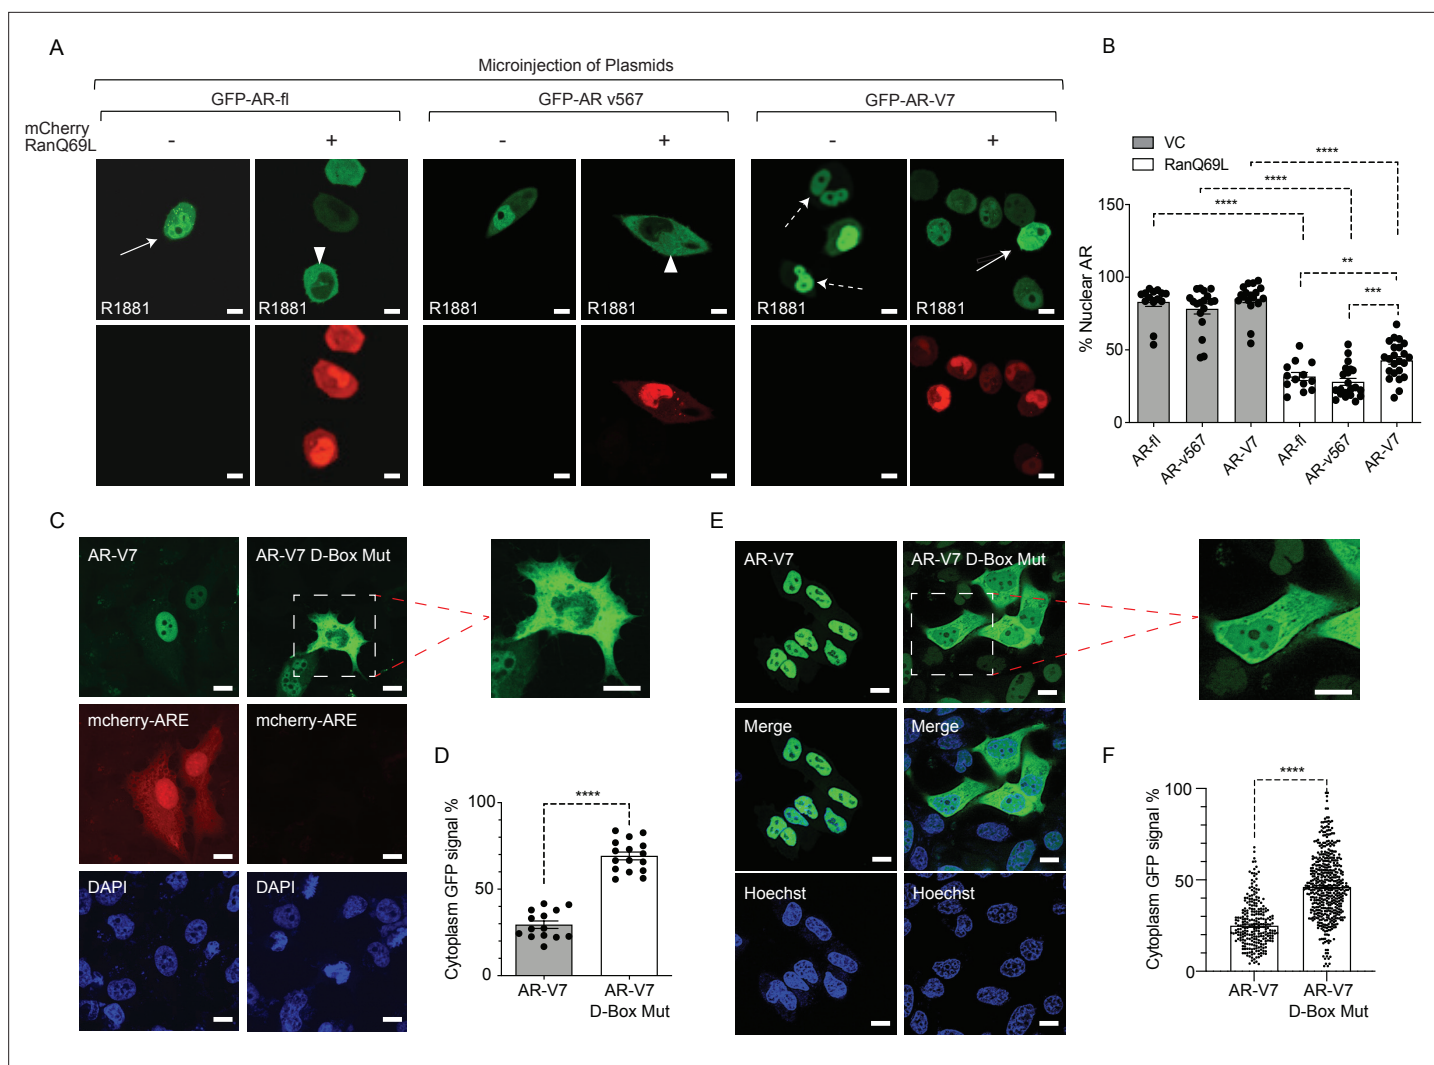 A
Microinjection of Plasmids
GFP-AR-fl
GFP-AR v567
GFP-AR-V7
mCherry
RanQ69L
-
+
-
+
-
+
R1881
R1881
R1881
R1881
R1881
R1881
B
VC
RanQ69L
****
****
****
**
***
% Nuclear AR
150
100
50
0
AR-fl
AR-v567
AR-V7
AR-fl
AR-v567
AR-V7
C
AR-V7
AR-V7 D-Box Mut
mcherry-ARE
mcherry-ARE
DAPI
DAPI
D
Cytoplasm GFP signal %
100
50
0
****
AR-V7
AR-V7
D-Box Mut
E
AR-V7
AR-V7 D-Box Mut
Merge
Merge
Hoechst
Hoechst
F
Cytoplasm GFP signal %
100
50
0
****
AR-V7
AR-V7
D-Box Mut